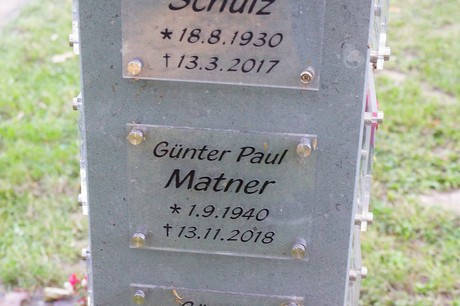 Schulz
* 18.8.1930
† 13.3.2017
Günter Paul
Matner
* 1.9.1940
† 13.11.2018